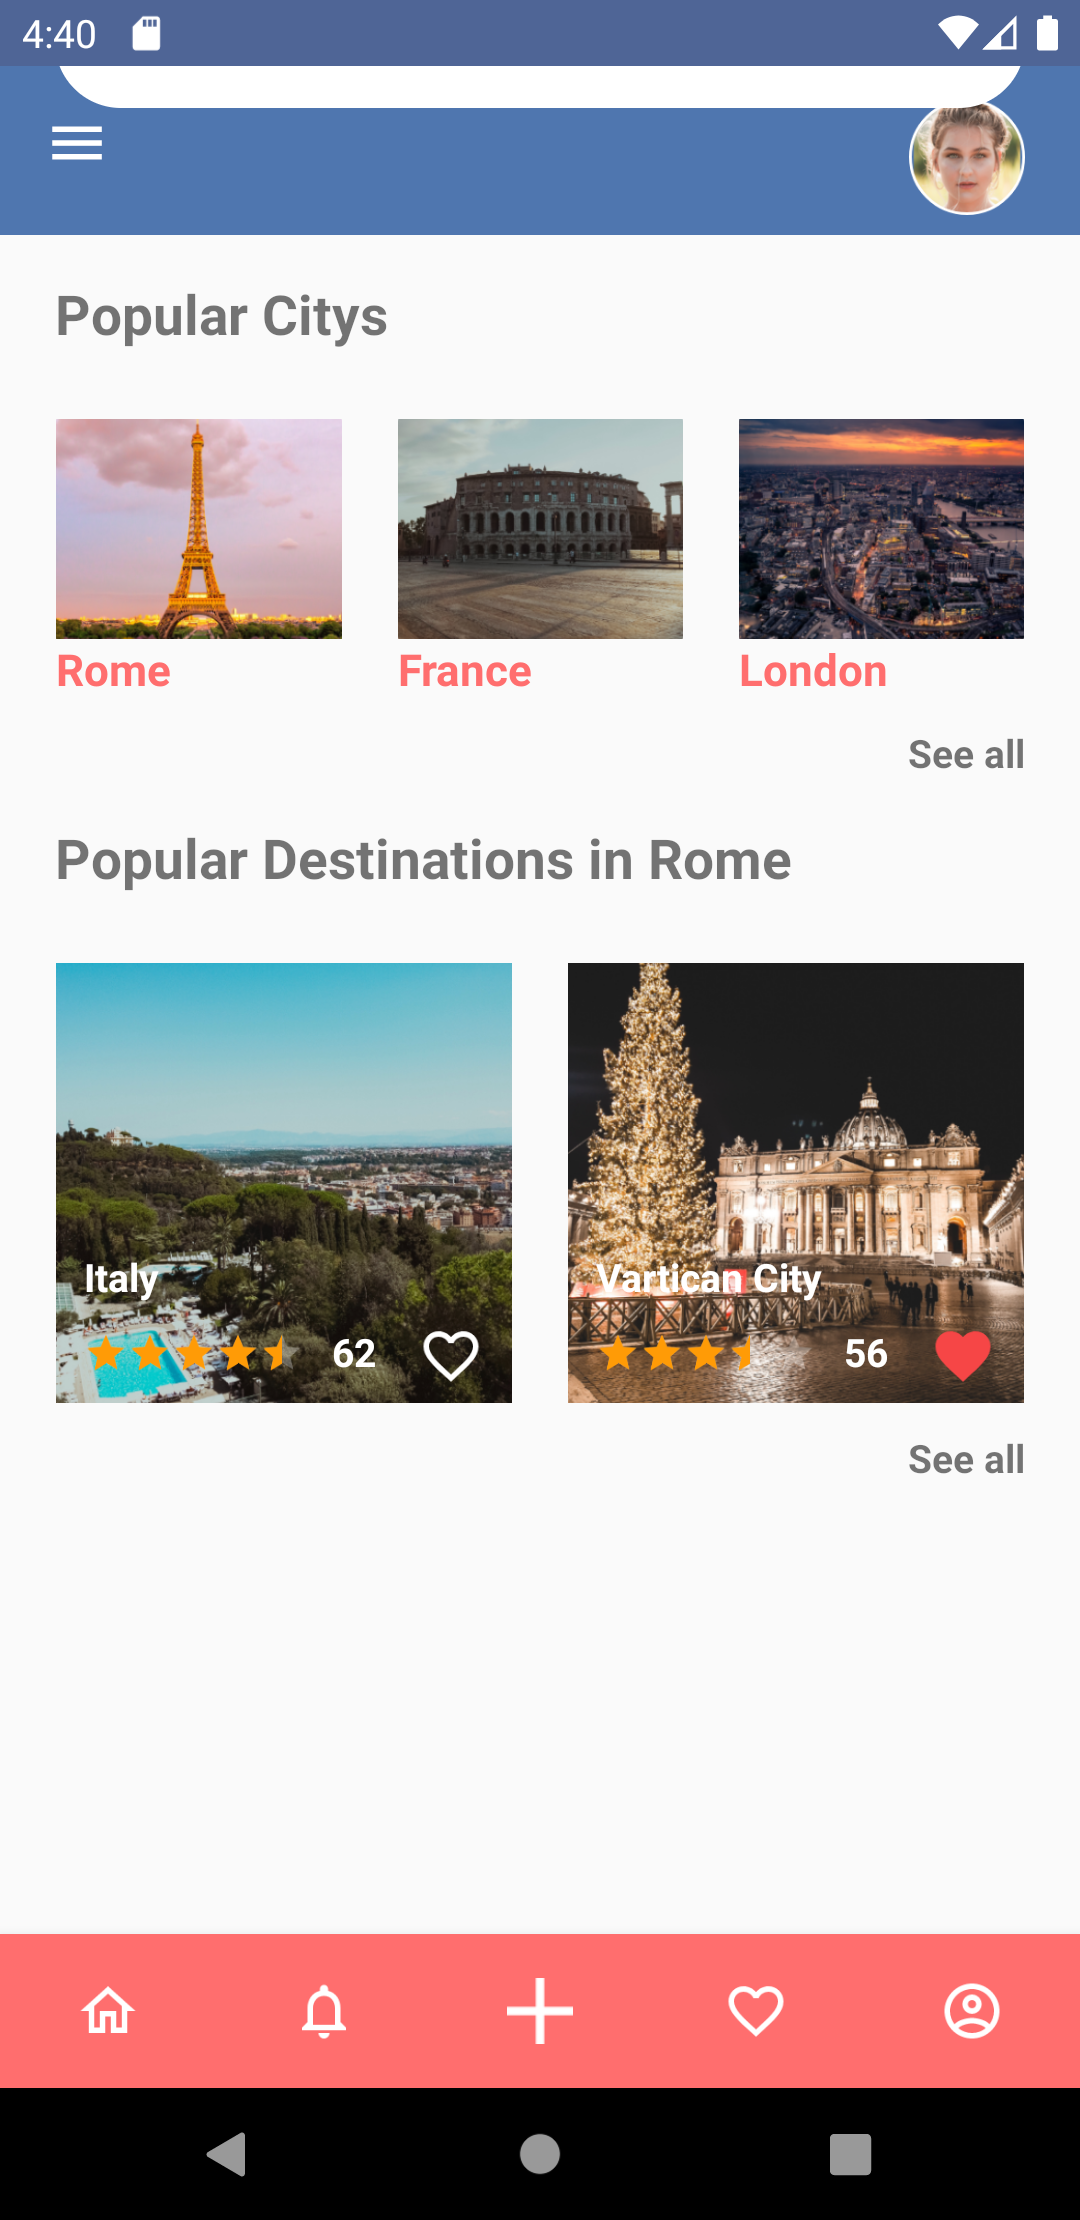 4:40
Popular Citys
Rome
France
London
See all
Popular Destinations in Rome
Italy
62
Vartican City
56
See all